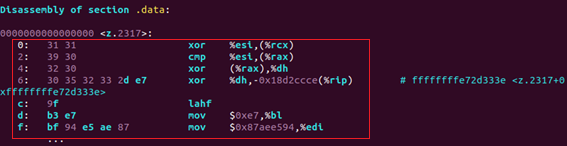 Disassembly of section .data:
0000000000000000 <z.2317>:
0: 31 31 xor %esi,(%rcx)
2: 39 30 cmp %esi,(%rax)
4: 32 30 xor (%rax),%dh
6: 30 35 32 33 2d e7 xor %dh,-0x18d2ccce(%rip) # ffffffffe72d333e <z.2317+0
xffffffffe72d333e>
c: 9f lahf
d: b3 e7 mov $0xe7,%bl
f: bf 94 e5 ae 87 mov $0x87aee594,%edi
...